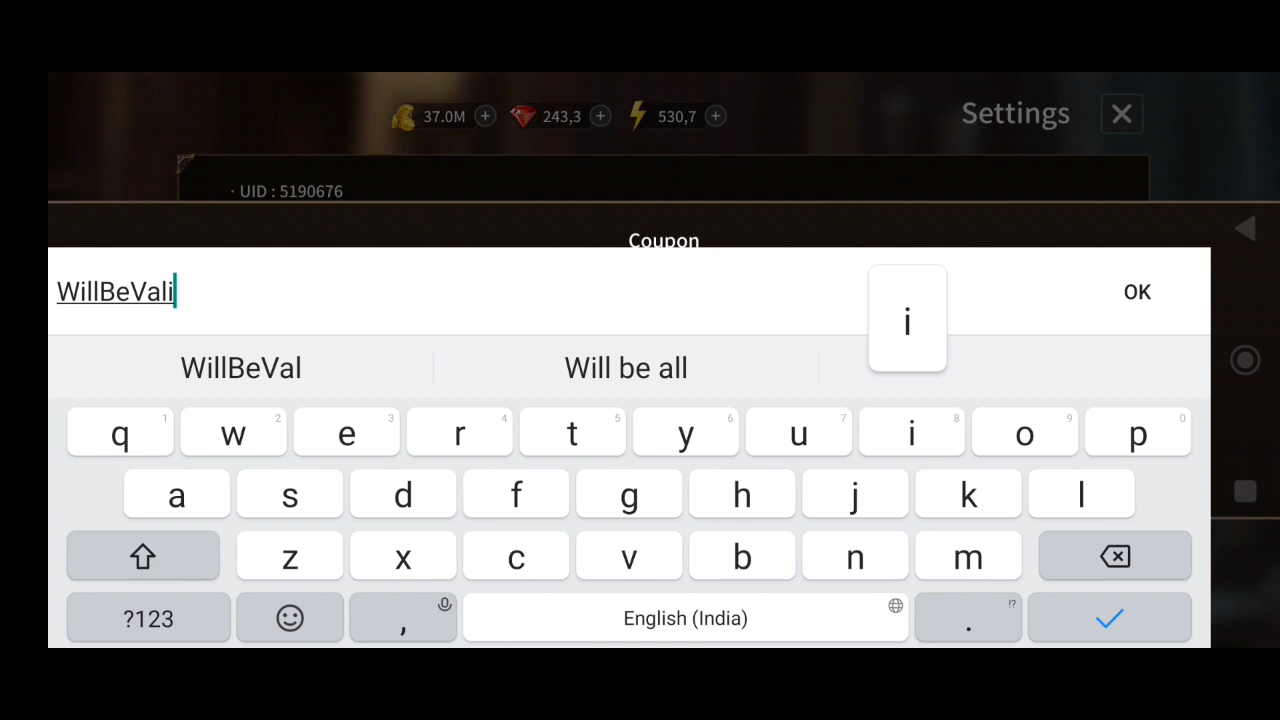 37.0M + 243,3 + 530,7 + Settings X
· UID : 5190676
Coupon
WillBeVali OK
i
WillBeVal Will be all
q 1 w 2 e 3 r 4 t 5 y 6 u 7 i 8 o 9 p 0
a s d f g h j k l
z x c v b n m
?123 , English (India) . !?